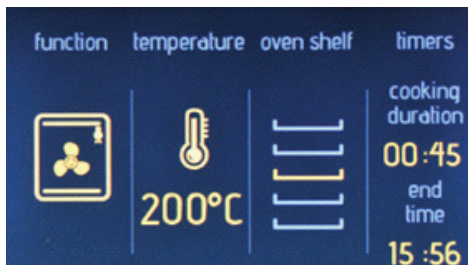 function temperature oven shelf timers
cooking
duration
00:45
200°C
end
time
15:56